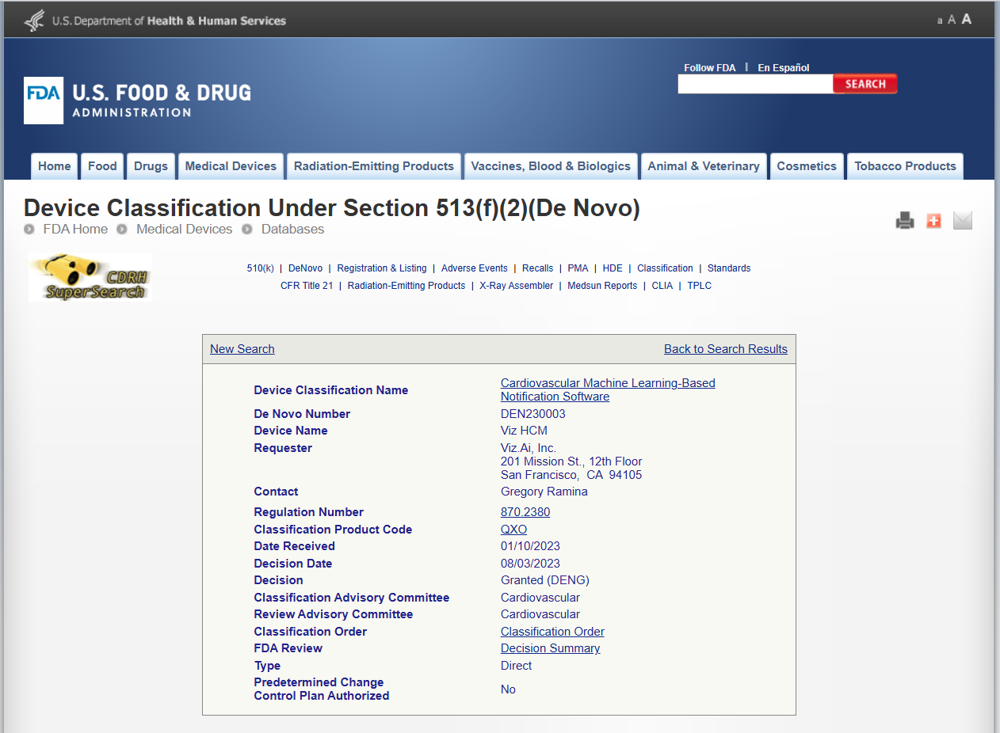 U.S. Department of Health & Human Services
a A A
Follow FDA | En Español
SEARCH
FDA U.S. FOOD & DRUG
ADMINISTRATION
Home Food Drugs Medical Devices Radiation-Emitting Products Vaccines, Blood & Biologics Animal & Veterinary Cosmetics Tobacco Products
Device Classification Under Section 513(f)(2)(De Novo)
FDA Home Medical Devices Databases
CDRH
SuperSearch
510(k) | DeNovo | Registration & Listing | Adverse Events | Recalls | PMA | HDE | Classification | Standards
CFR Title 21 | Radiation-Emitting Products | X-Ray Assembler | Medsun Reports | CLIA | TPLC
New Search Back to Search Results
Device Classification Name Cardiovascular Machine Learning-Based
Notification Software
De Novo Number DEN230003
Device Name Viz HCM
Requester Viz.Ai, Inc.
201 Mission St., 12th Floor
San Francisco, CA 94105
Contact Gregory Ramina
Regulation Number 870.2380
Classification Product Code QXO
Date Received 01/10/2023
Decision Date 08/03/2023
Decision Granted (DENG)
Classification Advisory Committee Cardiovascular
Review Advisory Committee Cardiovascular
Classification Order Classification Order
FDA Review Decision Summary
Type Direct
Predetermined Change
Control Plan Authorized No